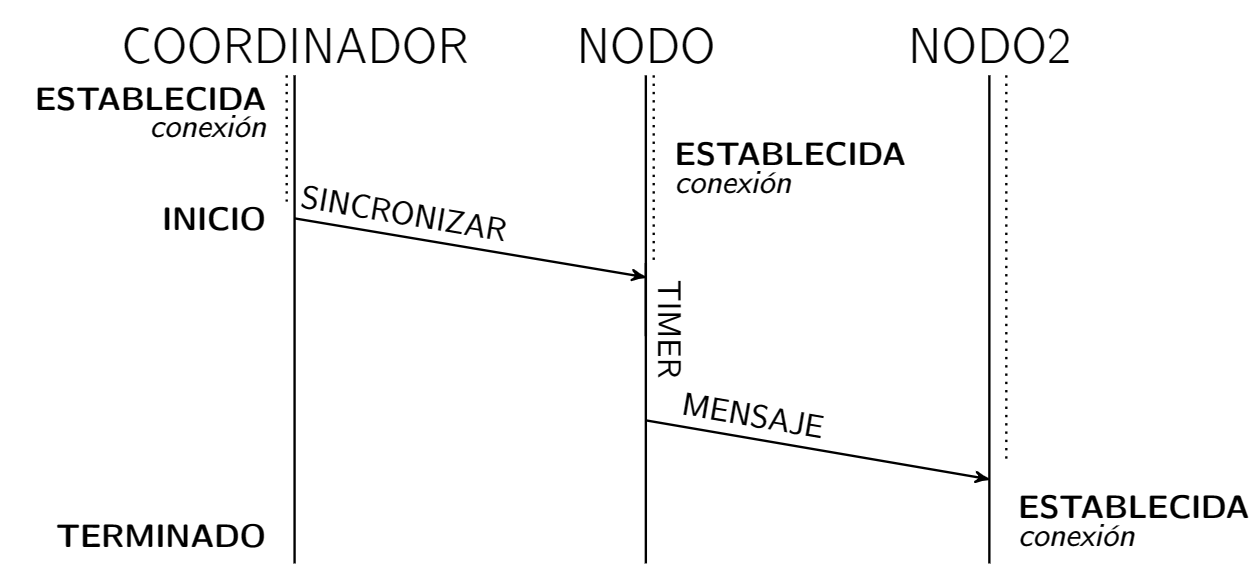 COORDINADOR
NODO
NODO2
ESTABLECIDA
conexión
ESTABLECIDA
conexión
INICIO
SINCRONIZAR
TIMER
MENSAJE
ESTABLECIDA
conexión
TERMINADO